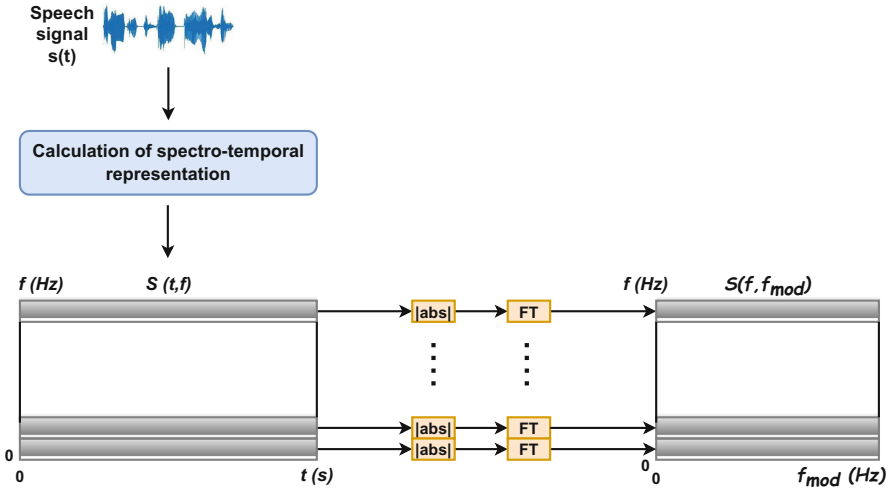 Speech
signal
s(t)
Calculation of spectro-temporal
representation
f (Hz)
S (t,f)
f (Hz)
S(f,fmod)
|abs|
FT
|abs|
FT
|abs|
FT
0
0
t (s)
0
0
fmod (Hz)